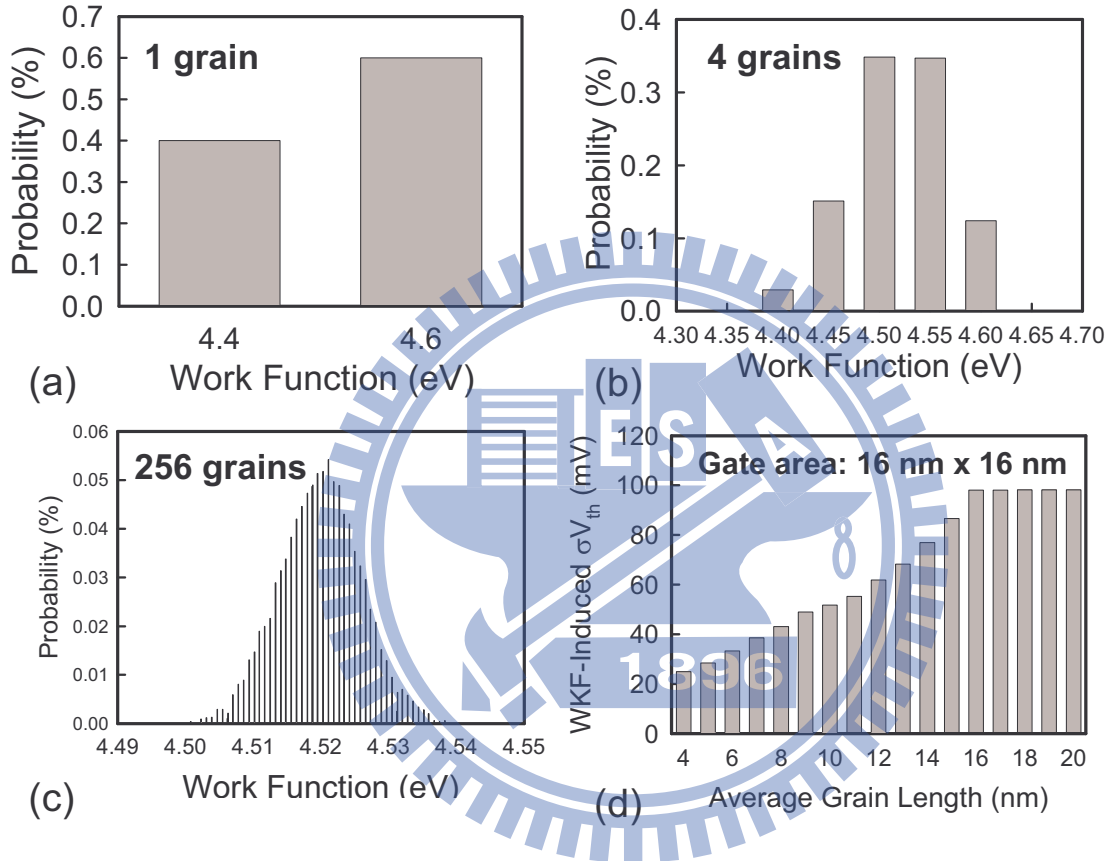 0.7
0.6
0.5
0.4
0.3
0.2
0.1
0.0
Probability (%)
1 grain
4.4
4.6
Work Function (eV)
(a)
0.4
0.3
0.2
0.1
0.0
Probability (%)
4 grains
4.30 4.35 4.40 4.45 4.50 4.55 4.60 4.65 4.70
Work Function (eV)
(b)
0.06
0.05
0.04
0.03
0.02
0.01
0.00
Probability (%)
256 grains
4.49 4.50 4.51 4.52 4.53 4.54 4.55
Work Function (eV)
(c)
120
100
80
60
40
20
0
WKF-Induced σVth (mV)
Gate area: 16 nm x 16 nm
4 6 8 10 12 14 16 18 20
Average Grain Length (nm)
(d)
E S A
1896